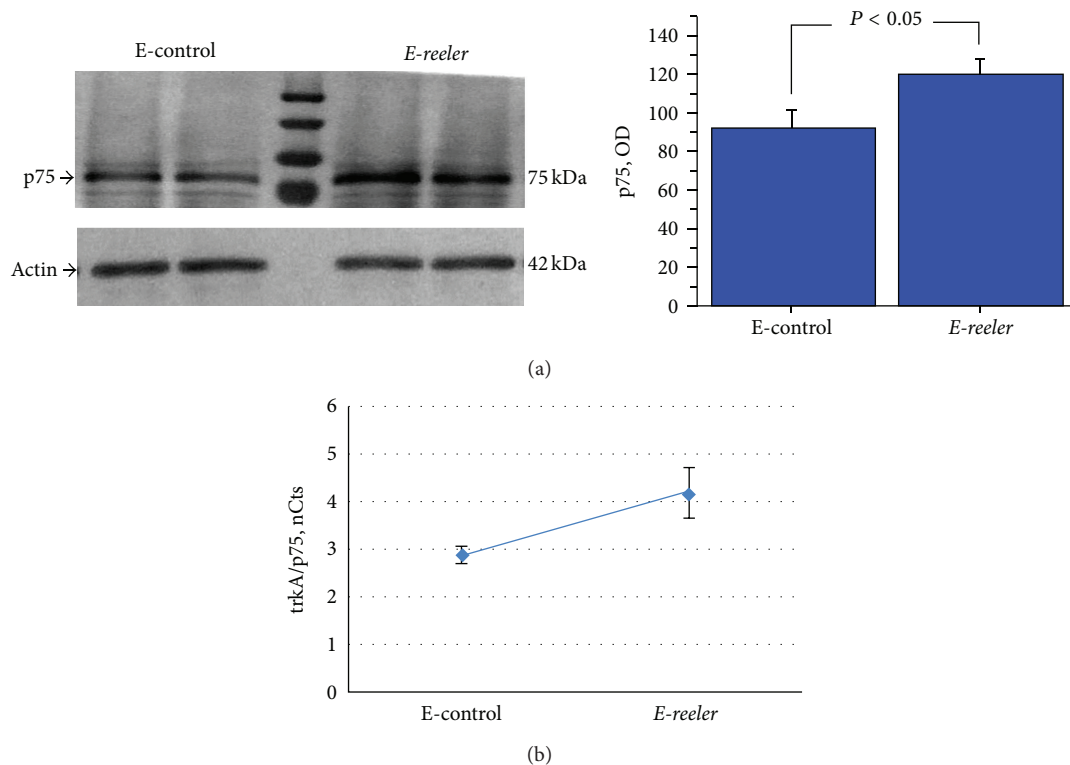 E-control
E-reeler
p75
75 kDa
Actin
42 kDa
P < 0.05
140
120
100
80
60
40
20
0
p75, OD
E-control
E-reeler
(a)
6
5
4
3
2
1
0
trkA/p75, nCts
E-control
E-reeler
(b)